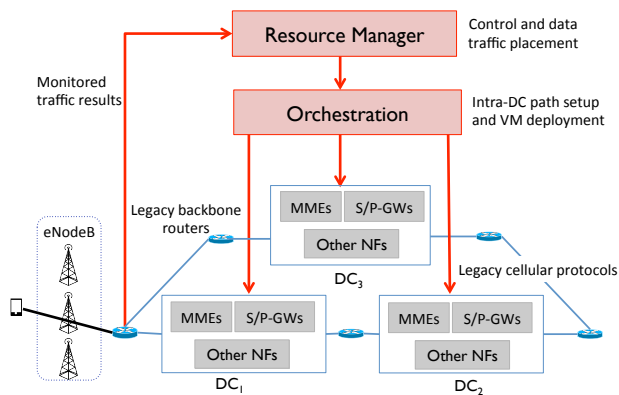 Resource Manager
Control and data
traffic placement
Monitored
traffic results
Orchestration
Intra-DC path setup
and VM deployment
Legacy backbone
routers
eNodeB
MMEs
S/P-GWs
Other NFs
DC3
Legacy cellular protocols
MMEs
S/P-GWs
Other NFs
DC1
MMEs
S/P-GWs
Other NFs
DC2